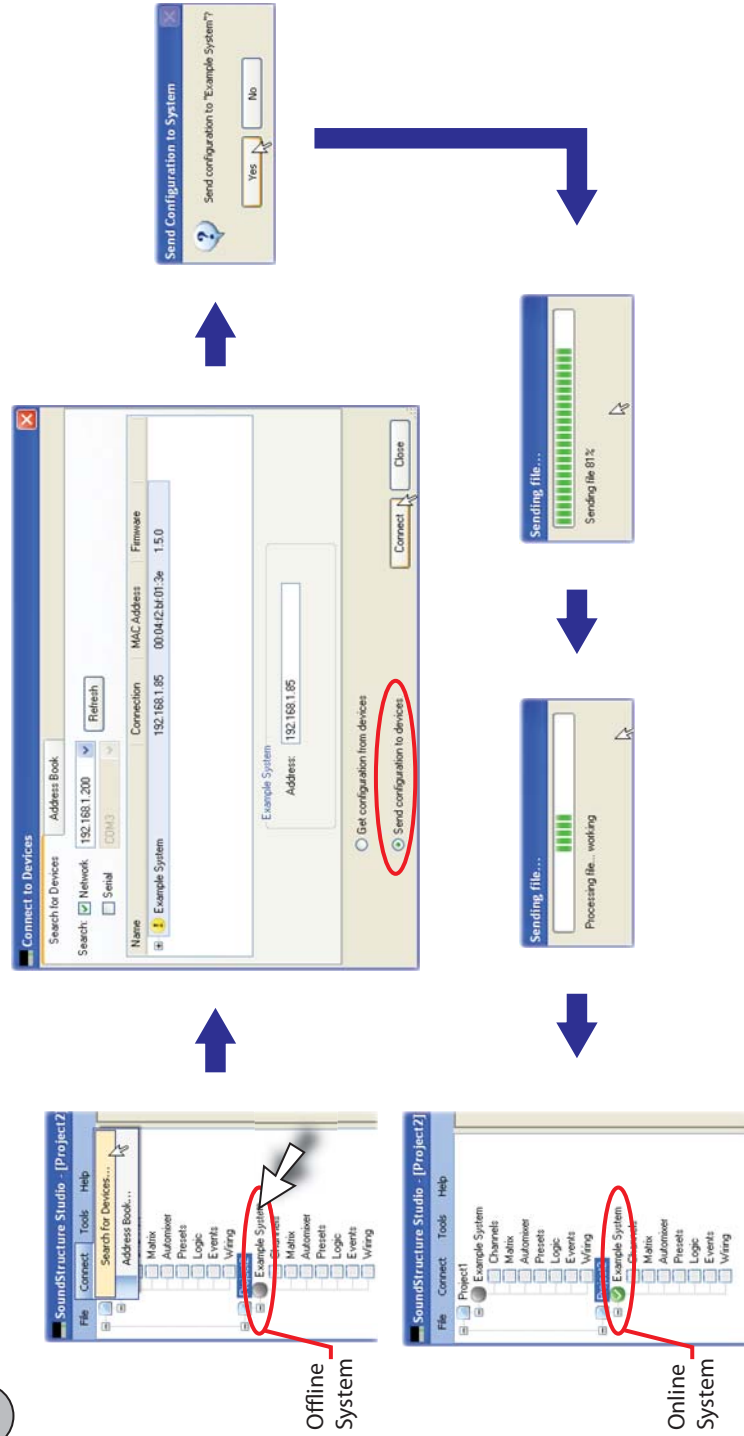 SoundStructure Studio - [Project2]
File Connect Tools Help
Search for Devices...
Address Book...
Matrix
Automixer
Presets
Logic
Events
Wiring
Example System
Channels
Matrix
Automixer
Presets
Logic
Events
Wiring
Offline
System
Connect to Devices
Search for Devices Address Book
Search: Network 192.168.1.200 Refresh
Serial COM3
Name Connection MAC Address Firmware
Example System 192.168.1.85 00:04:f2:bf:01:3e 1.5.0
Example System
Address: 192.168.1.85
Get configuration from devices
Send configuration to devices
Connect Close
Send Configuration to System
Send configuration to "Example System"?
Yes No
Sending file...
Sending file 81%
Sending file...
Processing file... working
SoundStructure Studio - [Project2]
File Connect Tools Help
Project1
Example System
Channels
Matrix
Automixer
Presets
Logic
Events
Wiring
Project2
Example System
Channels
Matrix
Automixer
Presets
Logic
Events
Wiring
Online
System